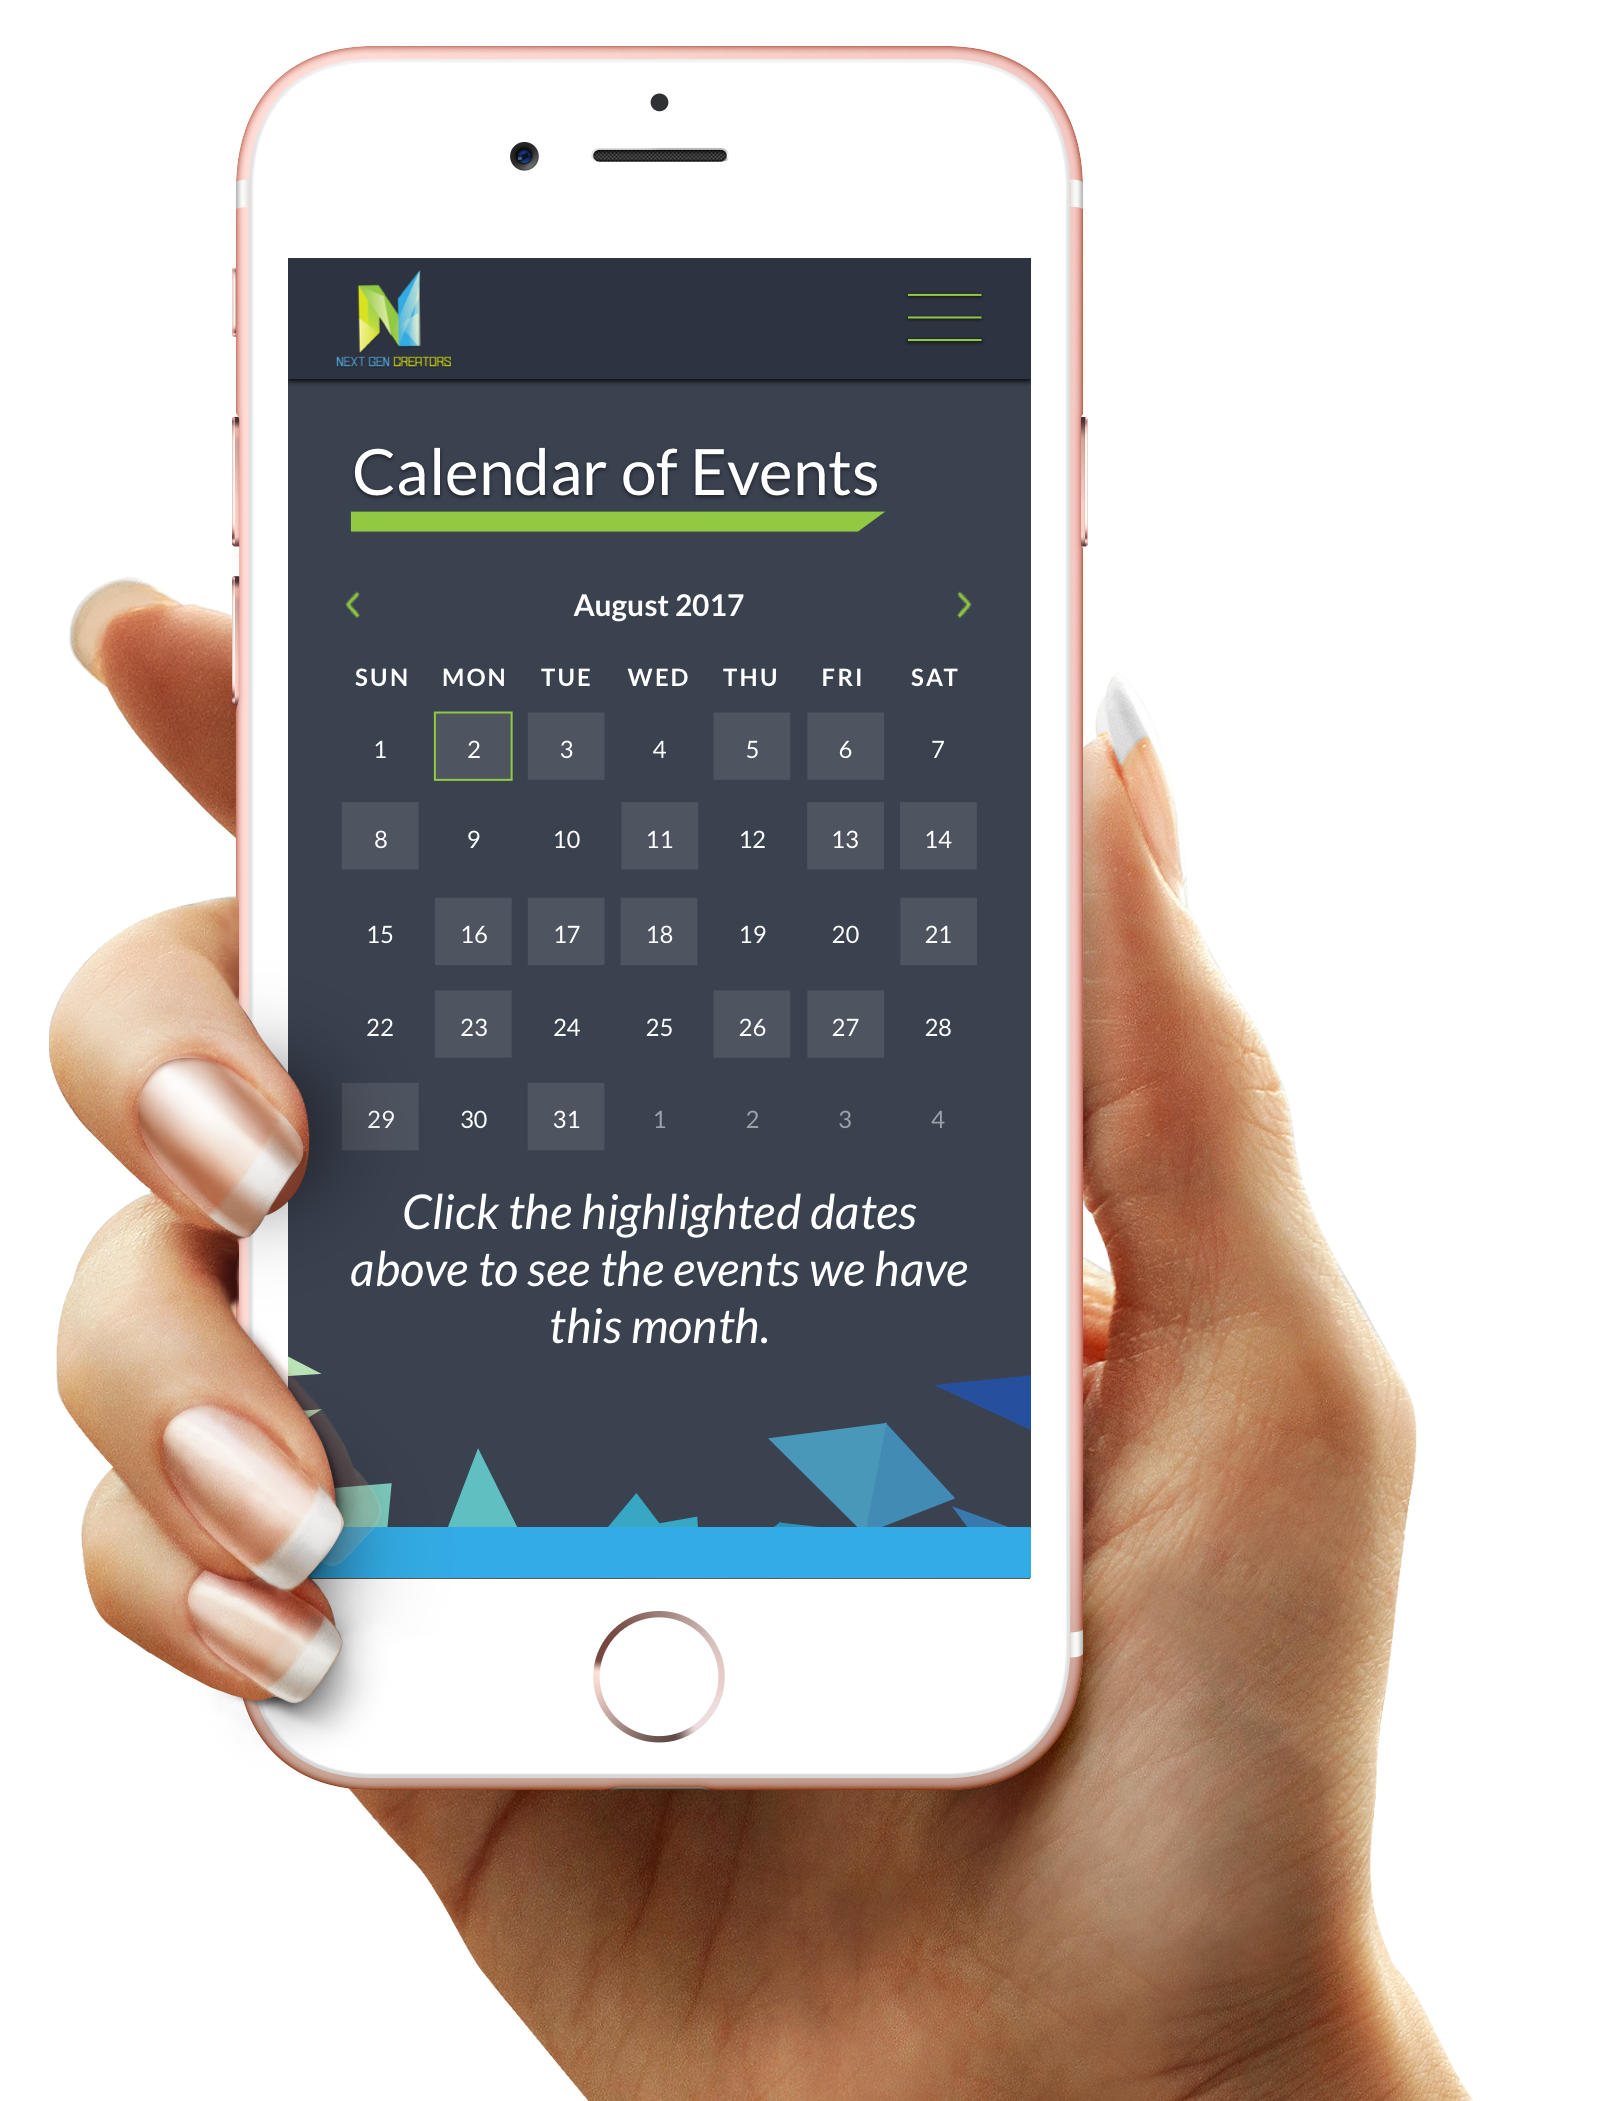 NEXT GEN CREATORS
Calendar of Events
August 2017
SUN MON TUE WED THU FRI SAT
1 2 3 4 5 6 7
8 9 10 11 12 13 14
15 16 17 18 19 20 21
22 23 24 25 26 27 28
29 30 31 1 2 3 4
Click the highlighted dates
above to see the events we have
this month.